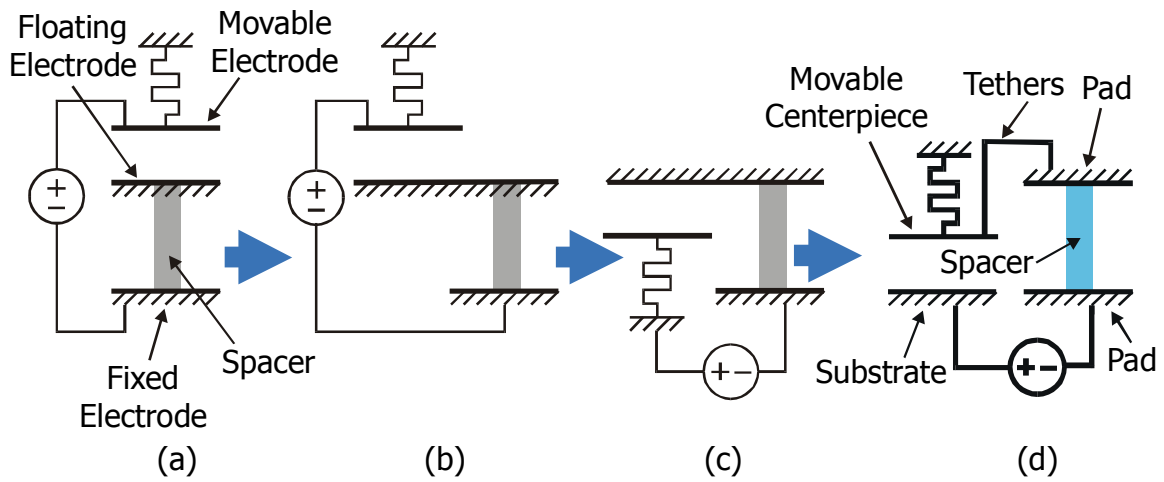 Floating
Electrode
Movable
Electrode
+
−
Spacer
Fixed
Electrode
(a)
+
−
(b)
+ −
(c)
Movable
Centerpiece
Tethers
Pad
Spacer
Substrate
+ −
Pad
(d)